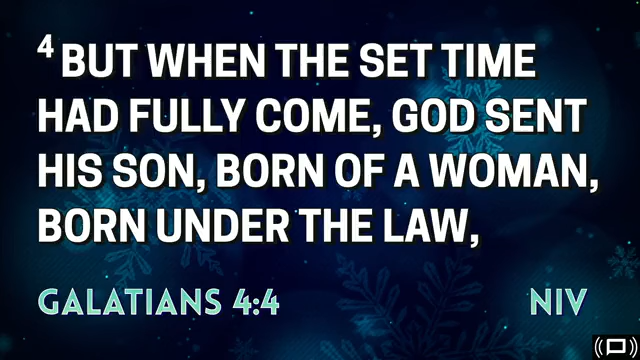 4 BUT WHEN THE SET TIME
HAD FULLY COME, GOD SENT
HIS SON, BORN OF A WOMAN,
BORN UNDER THE LAW,
GALATIANS 4:4 NIV